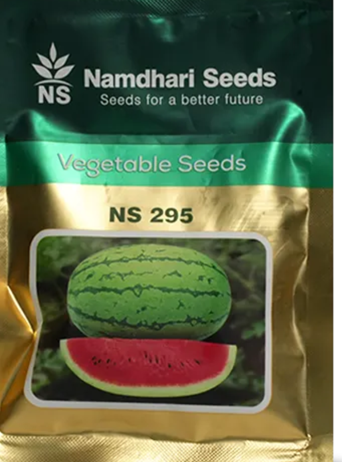 NS
Namdhari Seeds
Seeds for a better future
Vegetable Seeds
NS 295